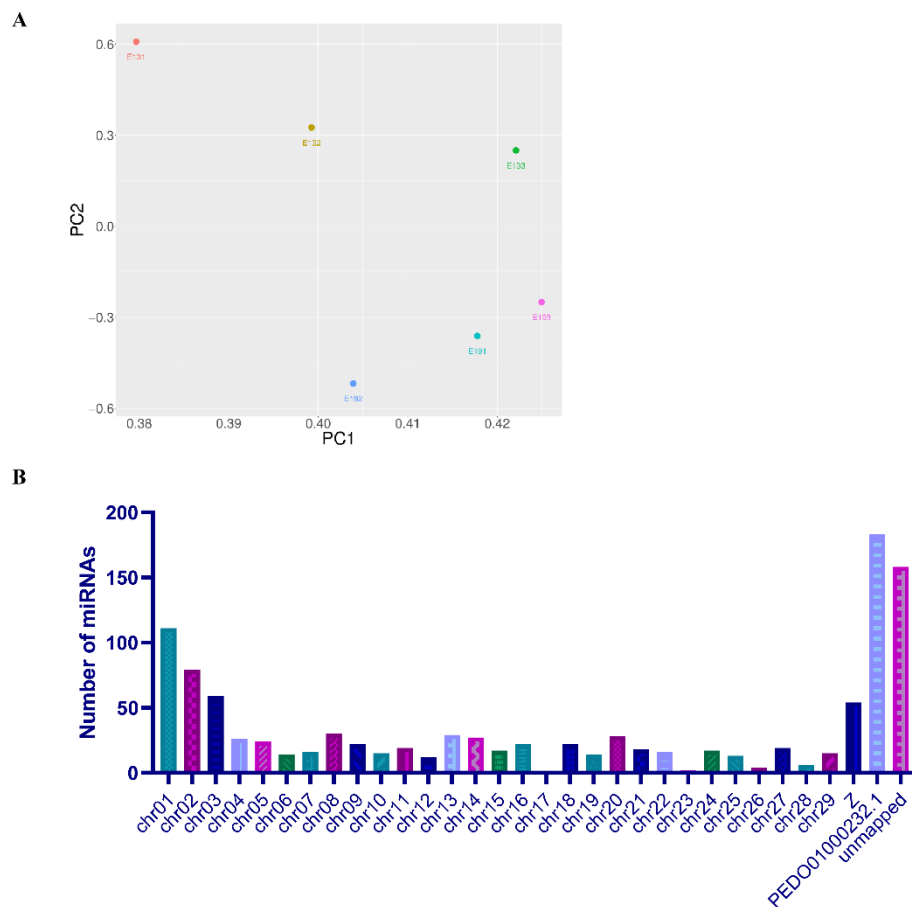 A
0.6
E131
E132
0.3
E133
PC2
0.0
E193
−0.3
E191
E192
−0.6
0.38
0.39
0.40
0.41
0.42
PC1
B
200
150
100
50
0
Number of miRNAs
chr01
chr02
chr03
chr04
chr05
chr06
chr07
chr08
chr09
chr10
chr11
chr12
chr13
chr14
chr15
chr16
chr17
chr18
chr19
chr20
chr21
chr22
chr23
chr24
chr25
chr26
chr27
chr28
chr29
Z
PEDO01000232.1
unmapped